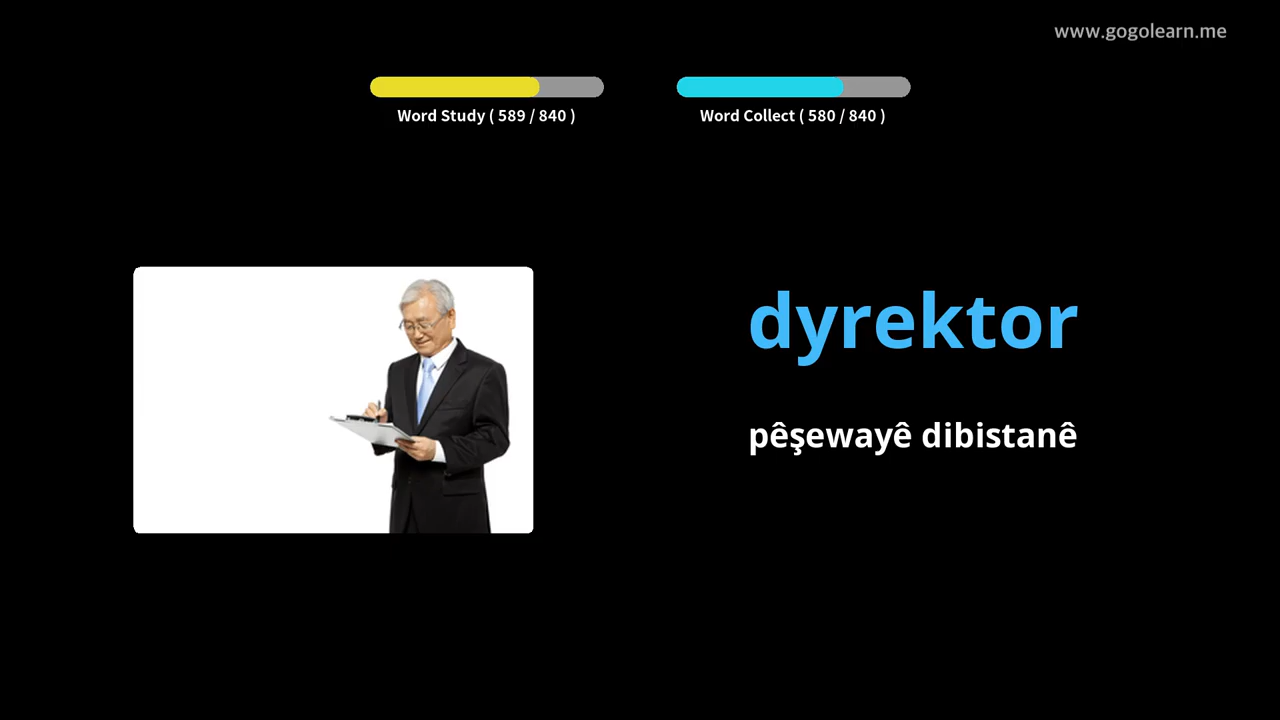 www.gogolearn.me
Word Study ( 589 / 840 )
Word Collect ( 580 / 840 )
dyrektor
pêşewayê dibistanê